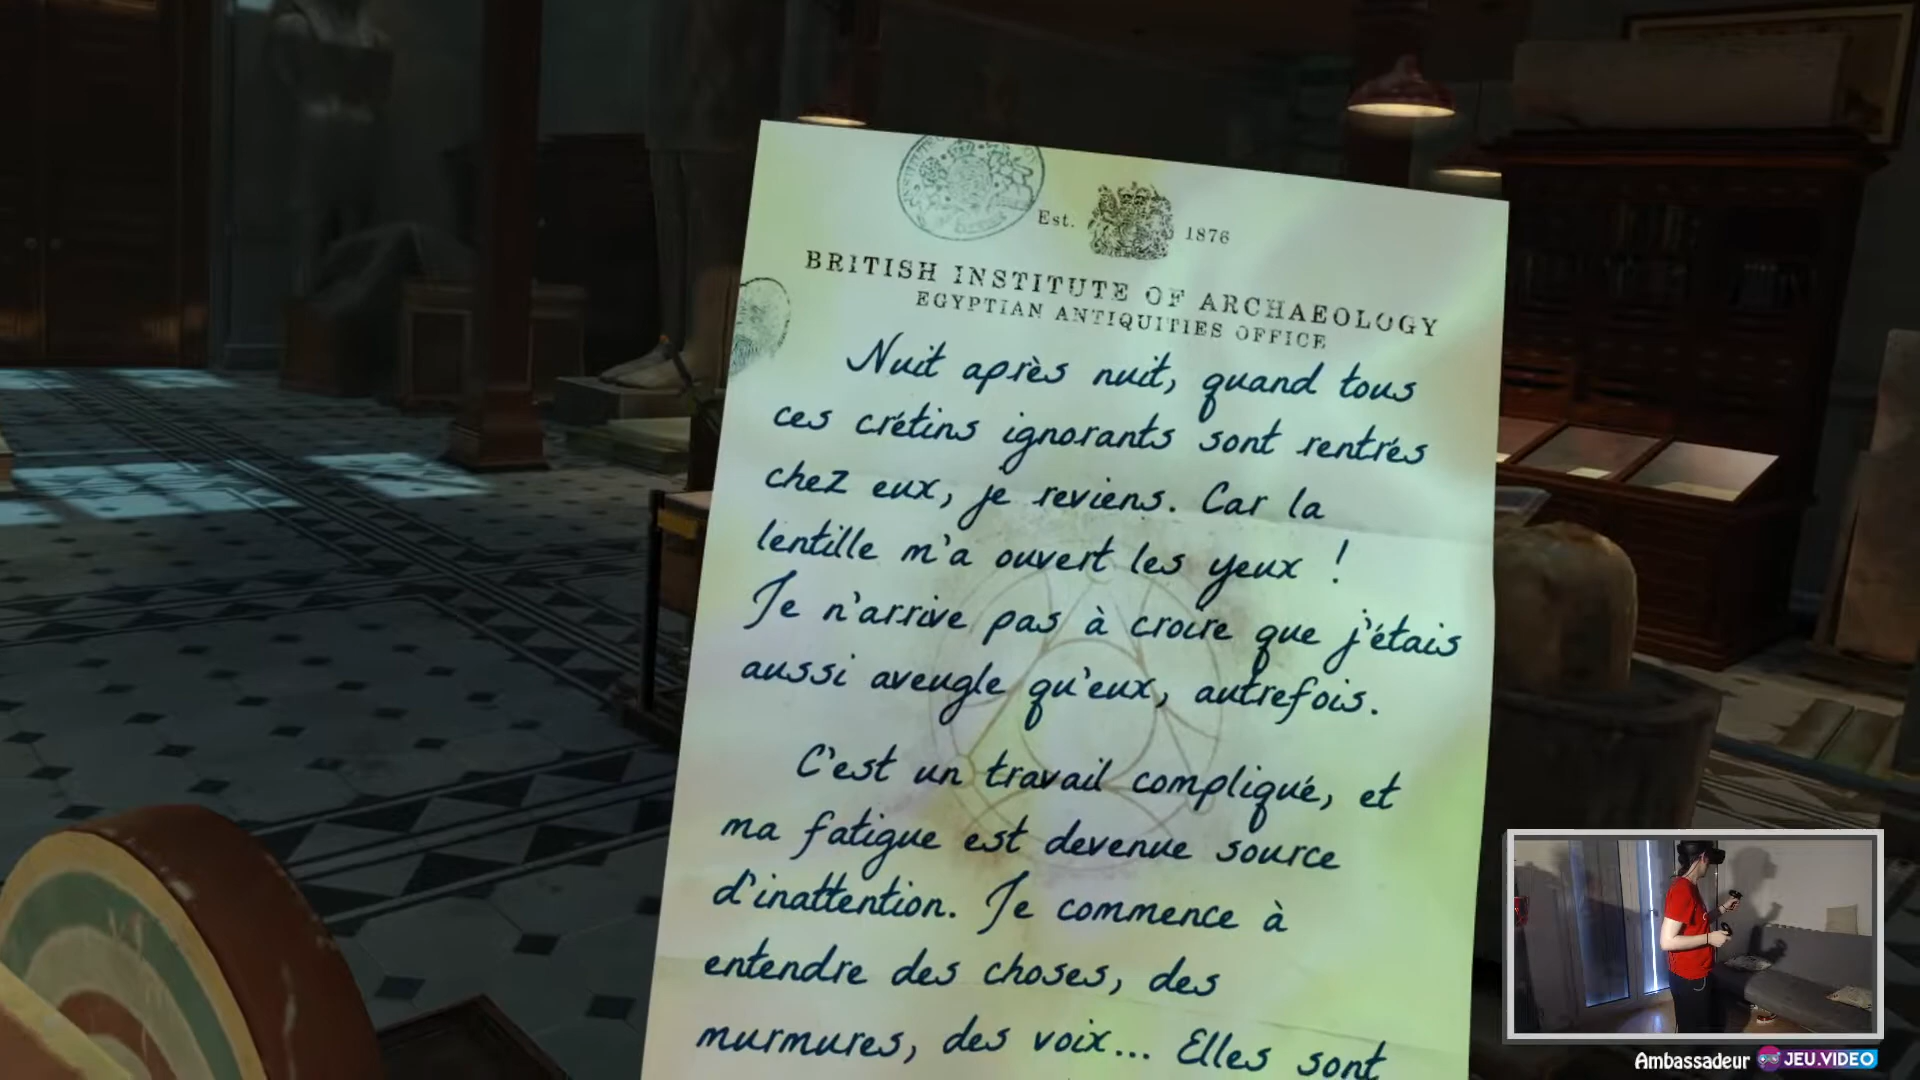 Est. 1876
BRITISH INSTITUTE OF ARCHAEOLOGY
EGYPTIAN ANTIQUITIES OFFICE
Nuit après nuit, quand tous
ces crétins ignorants sont rentrés
chez eux, je reviens. Car la
lentille m'a ouvert les yeux !
Je n'arrive pas à croire que j'étais
aussi aveugle qu'eux, autrefois.
C'est un travail compliqué, et
ma fatigue est devenue source
d'inattention. Je commence à
entendre des choses, des
murmures, des voix... Elles sont
Ambassadeur JEU.VIDEO